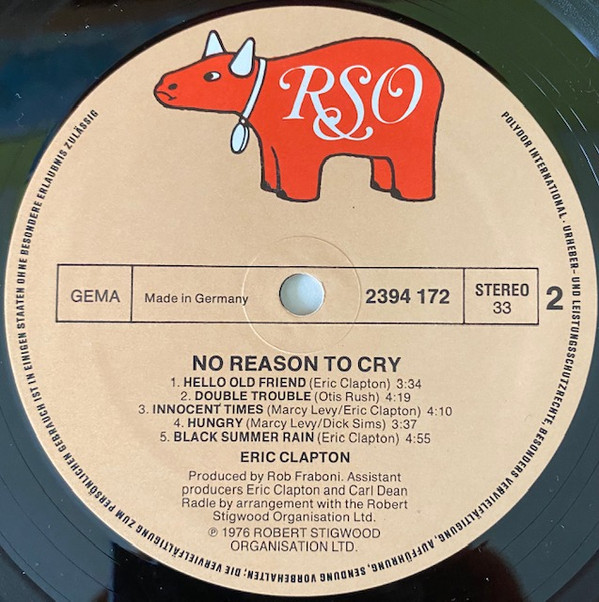 RSO
GEMA
Made in Germany
2394 172
STEREO
33
2
NO REASON TO CRY
1. HELLO OLD FRIEND (Eric Clapton) 3:34
2. DOUBLE TROUBLE (Otis Rush) 4:19
3. INNOCENT TIMES (Marcy Levy/Eric Clapton) 4:10
4. HUNGRY (Marcy Levy/Dick Sims) 3:37
5. BLACK SUMMER RAIN (Eric Clapton) 4:55
ERIC CLAPTON
Produced by Rob Fraboni. Assistant
producers Eric Clapton and Carl Dean
Radle by arrangement with the Robert
Stigwood Organisation Ltd.
℗ 1976 ROBERT STIGWOOD
ORGANISATION LTD.
POLYDOR INTERNATIONAL · URHEBER- UND LEISTUNGSSCHUTZRECHTE, BESONDERS VERVIELFÄLTIGUNG, AUFFÜHRUNG, SENDUNG VORBEHALTEN; DIE VERVIELFÄLTIGUNG ZUM PERSÖNLICHEN GEBRAUCH IST IN EINIGEN STAATEN OHNE BESONDERE ERLAUBNIS ZULÄSSIG